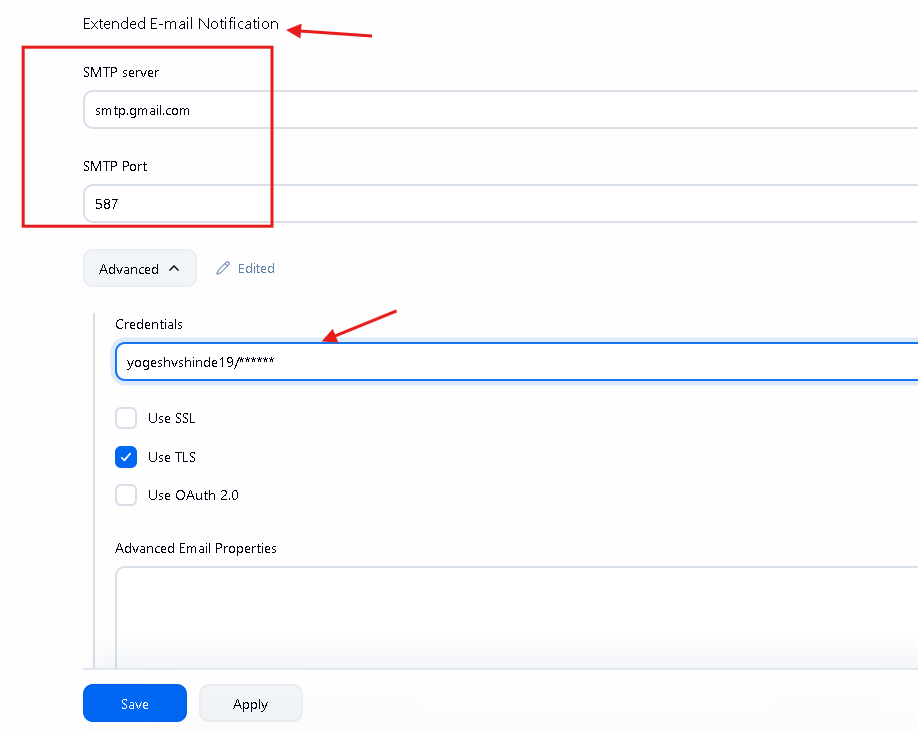 Extended E-mail Notification
SMTP server
smtp.gmail.com
SMTP Port
587
Advanced Edited
Credentials
yogeshvshinde19/******
Use SSL
Use TLS
Use OAuth 2.0
Advanced Email Properties
Save Apply